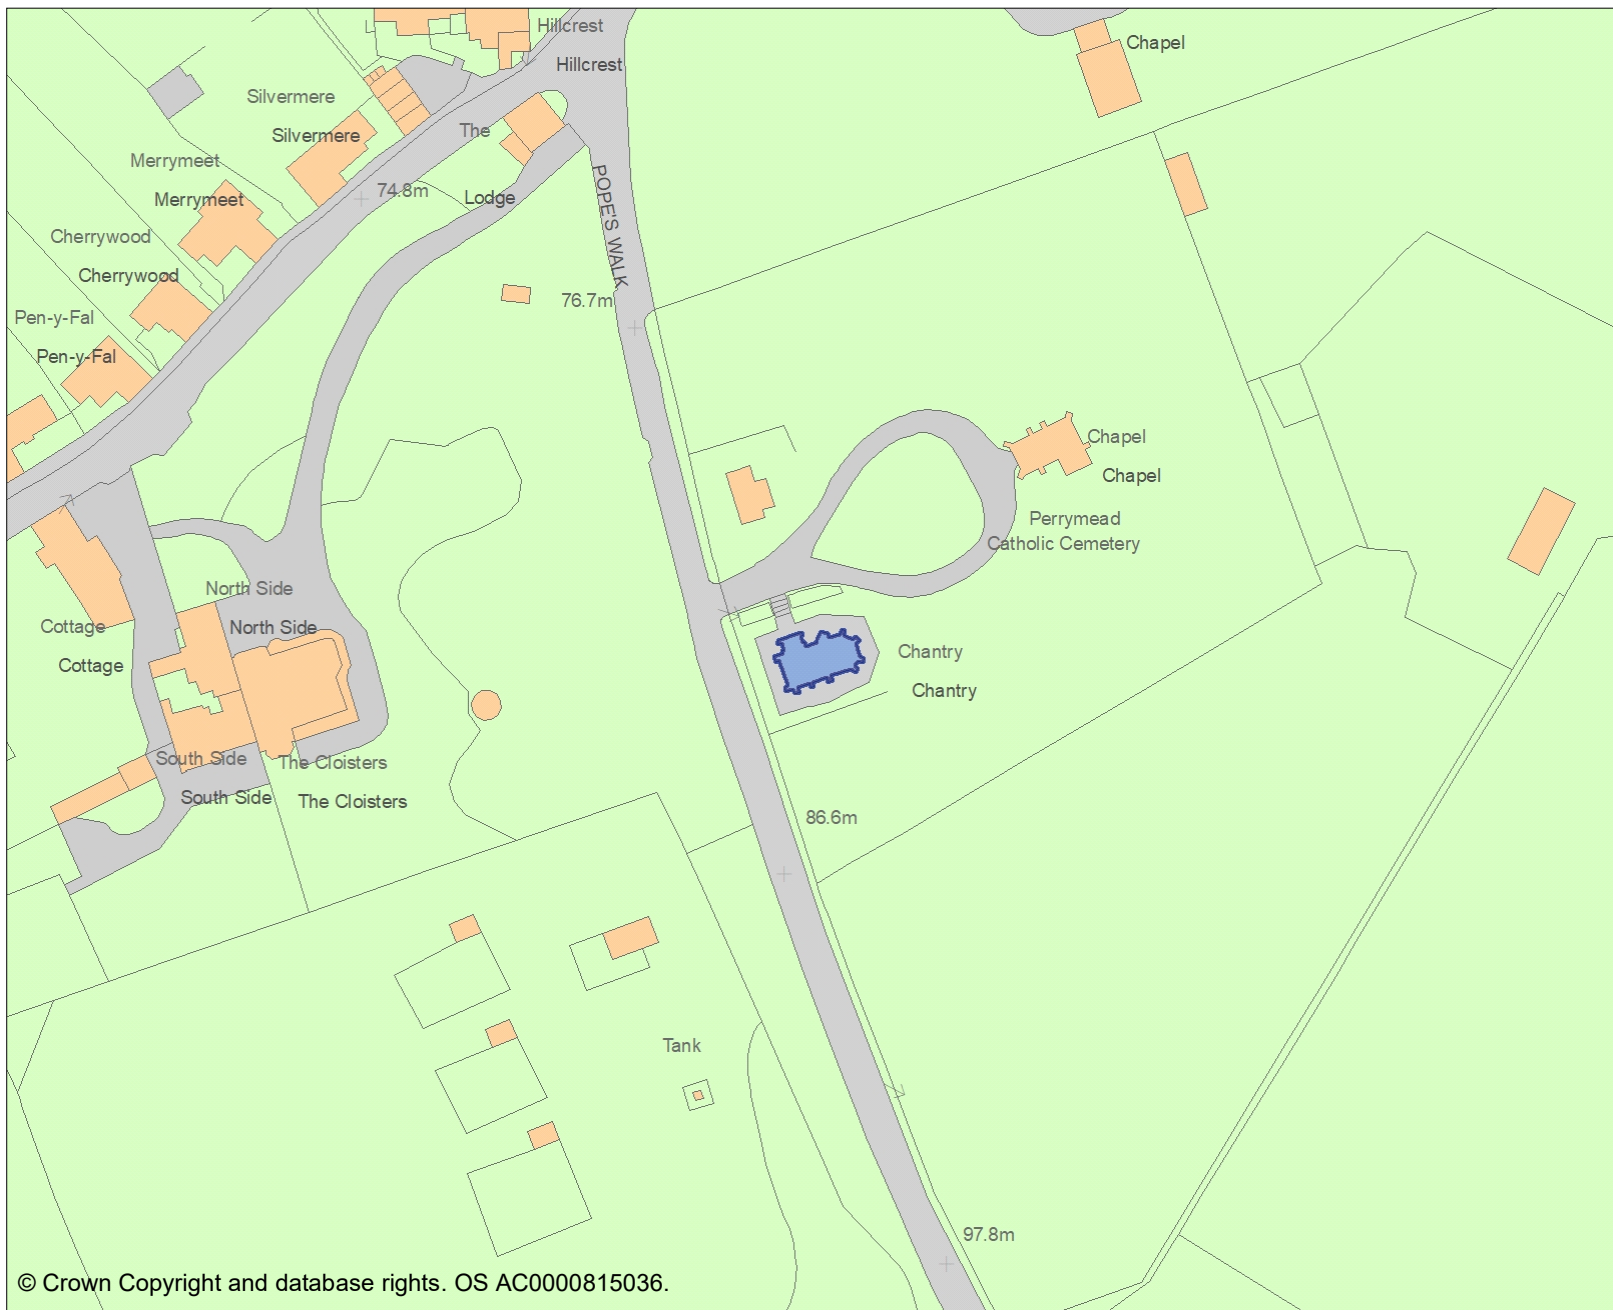 Hillcrest
Chapel
Hillcrest
Silvermere
The
Silvermere
Merrymeet
74.8m
Merrymeet
Lodge
POPE'S WALK
Cherrywood
Cherrywood
76.7m
Pen-y-Fal
Pen-y-Fal
Chapel
Chapel
Perrymead
Catholic Cemetery
North Side
Cottage
North Side
Chantry
Cottage
Chantry
South Side
The Cloisters
South Side
The Cloisters
86.6m
Tank
97.8m
© Crown Copyright and database rights. OS AC0000815036.